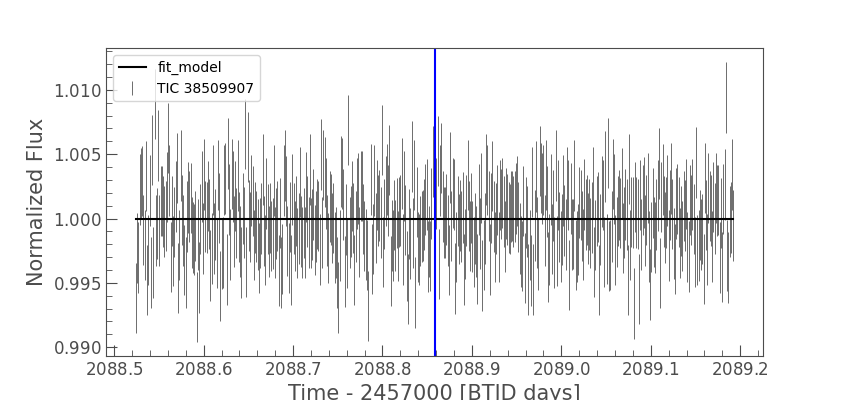 fit_model
TIC 38509907
Normalized Flux
1.010
1.005
1.000
0.995
0.990
2088.5 2088.6 2088.7 2088.8 2088.9 2089.0 2089.1 2089.2
Time - 2457000 [BTJD days]